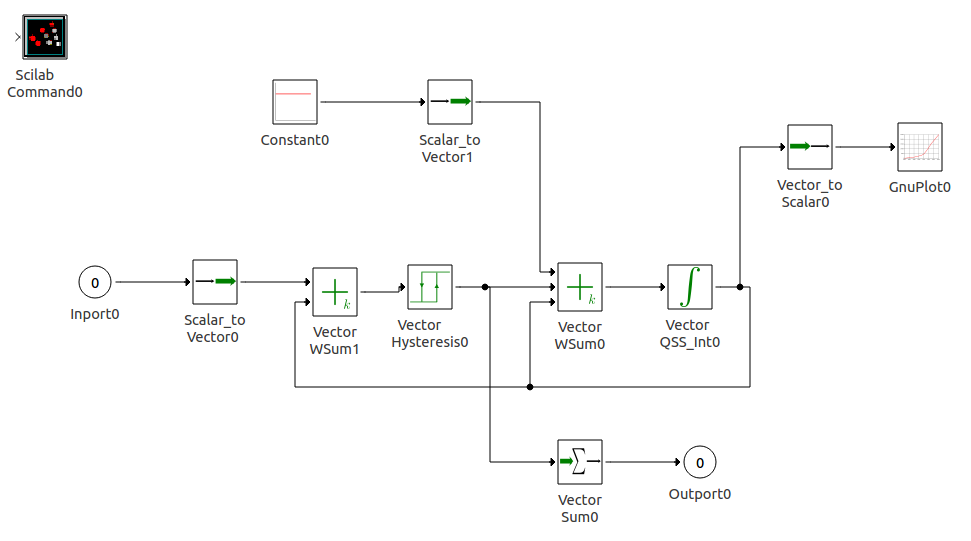 Scilab
Command0
Constant0
Scalar_to
Vector1
Vector_to
Scalar0
GnuPlot0
0
Inport0
Scalar_to
Vector0
k
Vector
WSum1
Vector
Hysteresis0
k
Vector
WSum0
Vector
QSS_Int0
Vector
Sum0
0
Outport0